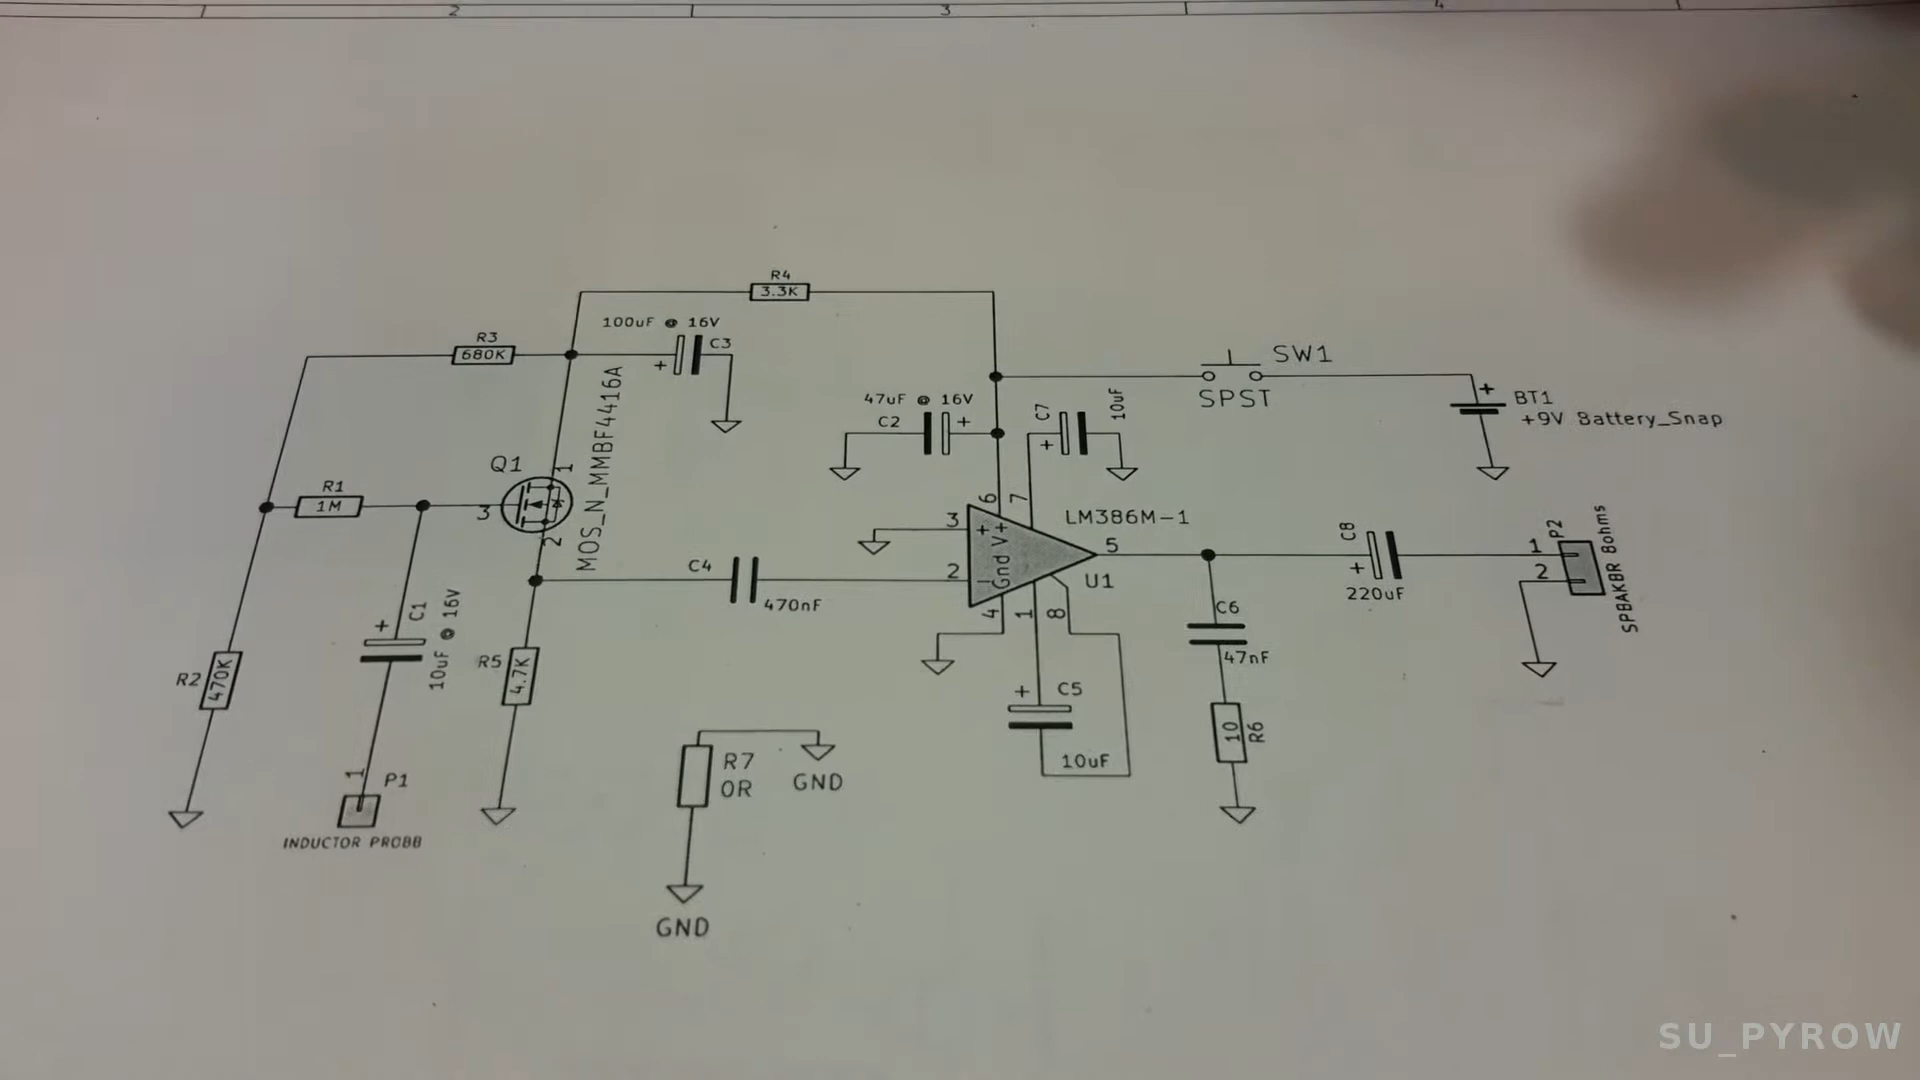 2
3
4
R4
3.3K
100uF @ 16V
C3
+
R3
680K
SW1
SPST
+
BT1
+9V Battery_Snap
47uF @ 16V
C2
+
C7
10uF
+
MOS_N_MMBF4416A
Q1
1
3
2
R1
1M
6
7
3
+
V+
LM386M-1
5
Gnd
2
-
U1
4
1
8
C4
470nF
C8
+
220uF
1
2
P2
SPBAKBR 8ohms
C1
+
10uF @ 16V
R2
470K
R5
4.7K
C6
47nF
+
C5
10uF
10
R6
R7
0R
GND
GND
1
P1
INDUCTOR PROBB
SU_PYROW